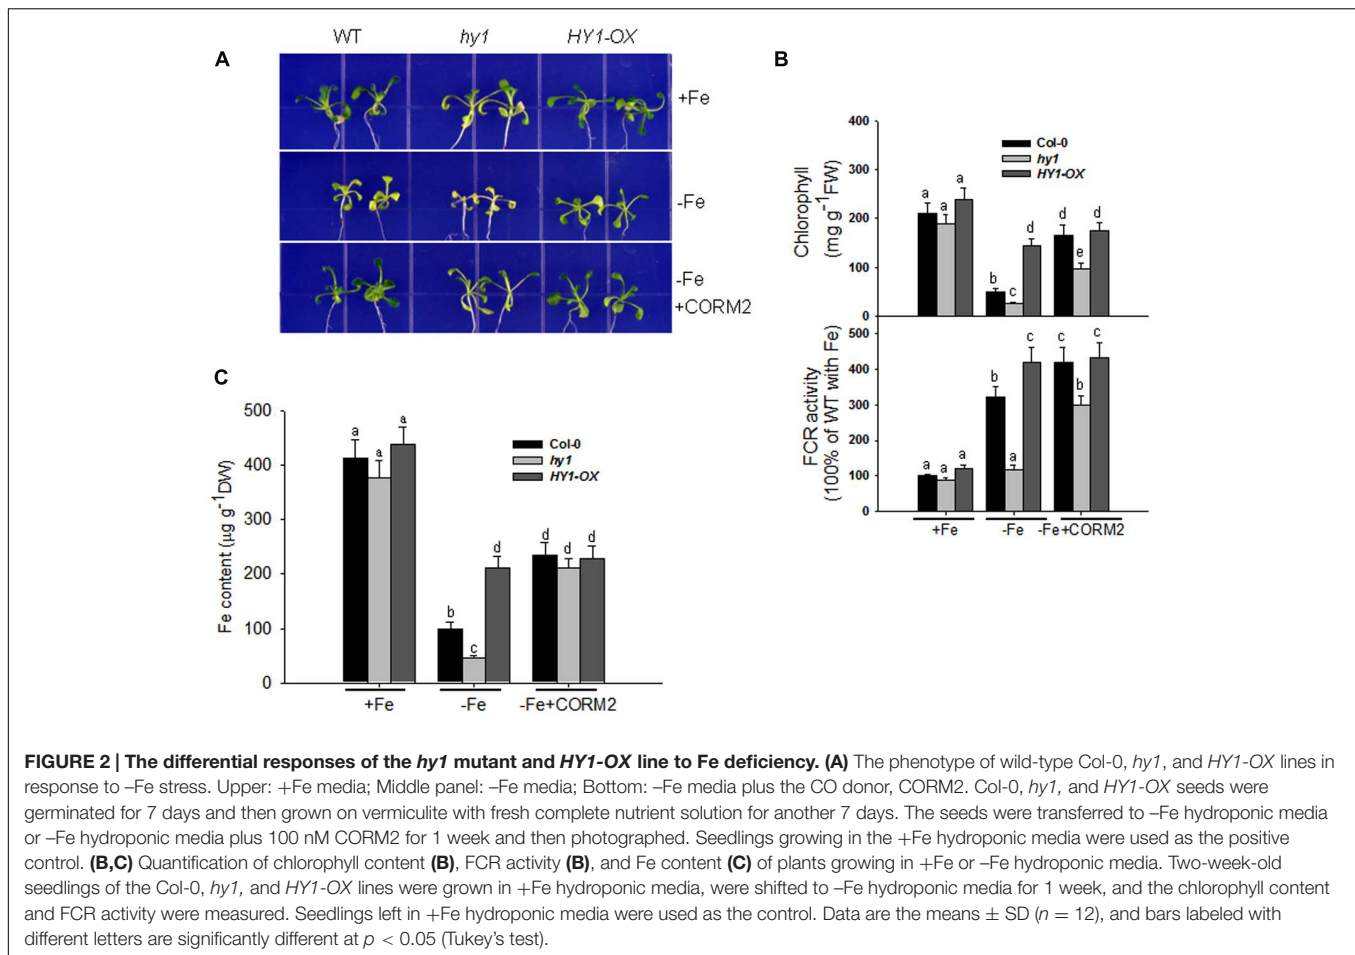 WT hy1 HY1-OX
A
+Fe
-Fe
-Fe
+CORM2
B
400
300
200
100
0
Chlorophyll
(mg g-1FW)
Col-0
hy1
HY1-OX
a a a
b c d
d e d
500
400
300
200
100
0
FCR activity
(100% of WT with Fe)
a a a
b a c
c b c
+Fe -Fe -Fe+CORM2
C
500
400
300
200
100
0
Fe content (µg g-1DW)
Col-0
hy1
HY1-OX
a a a
b c d
d d d
+Fe -Fe -Fe+CORM2
FIGURE 2 | The differential responses of the hy1 mutant and HY1-OX line to Fe deficiency. (A) The phenotype of wild-type Col-0, hy1, and HY1-OX lines in
response to –Fe stress. Upper: +Fe media; Middle panel: –Fe media; Bottom: –Fe media plus the CO donor, CORM2. Col-0, hy1, and HY1-OX seeds were
germinated for 7 days and then grown on vermiculite with fresh complete nutrient solution for another 7 days. The seeds were transferred to –Fe hydroponic media
or –Fe hydroponic media plus 100 nM CORM2 for 1 week and then photographed. Seedlings growing in the +Fe hydroponic media were used as the positive
control. (B,C) Quantification of chlorophyll content (B), FCR activity (B), and Fe content (C) of plants growing in +Fe or –Fe hydroponic media. Two-week-old
seedlings of the Col-0, hy1, and HY1-OX lines were grown in +Fe hydroponic media, were shifted to –Fe hydroponic media for 1 week, and the chlorophyll content
and FCR activity were measured. Seedlings left in +Fe hydroponic media were used as the control. Data are the means ± SD (n = 12), and bars labeled with
different letters are significantly different at p < 0.05 (Tukey's test).